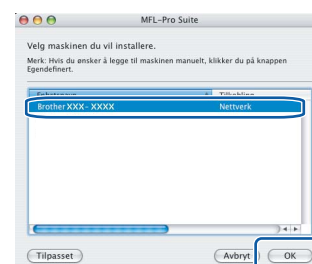 MFL-Pro Suite
Velg maskinen du vil installere.
Merk: Hvis du ønsker å legge til maskinen manuelt, klikker du på knappen
Egendefinert.
Brother XXX- XXXX Nettverk
Tilpasset Avbryt OK